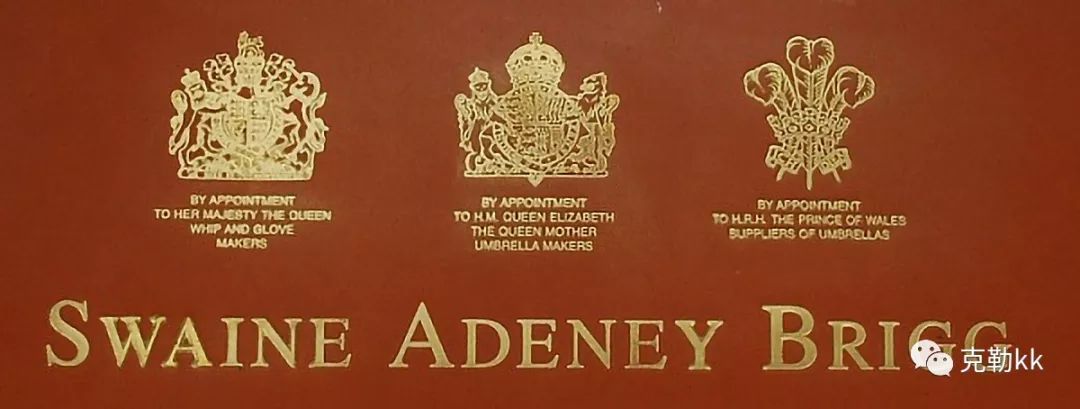 BY APPOINTMENT
TO HER MAJESTY THE QUEEN
WHIP AND GLOVE
MAKERS
BY APPOINTMENT
TO H.M. QUEEN ELIZABETH
THE QUEEN MOTHER
UMBRELLA MAKERS
BY APPOINTMENT
TO H.R.H. THE PRINCE OF WALES
SUPPLIERS OF UMBRELLAS
SWAINE ADENEY BRIGG
克勒kk